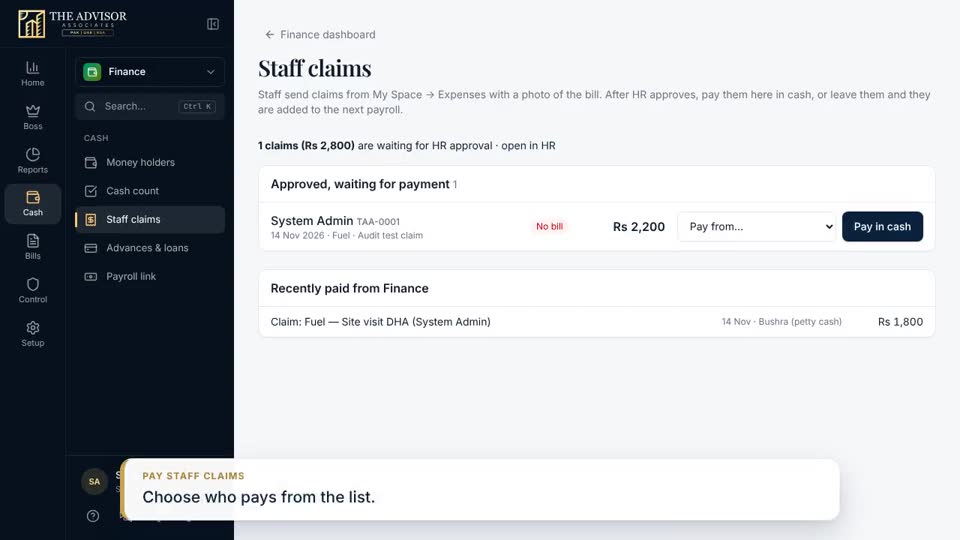 THE ADVISOR
ASSOCIATES
PAK | UAE | KSA
Home
Boss
Reports
Cash
Bills
Control
Setup
Finance
Search... Ctrl K
CASH
Money holders
Cash count
Staff claims
Advances & loans
Payroll link
SA
← Finance dashboard
Staff claims
Staff send claims from My Space → Expenses with a photo of the bill. After HR approves, pay them here in cash, or leave them and they
are added to the next payroll.
1 claims (Rs 2,800) are waiting for HR approval · open in HR
Approved, waiting for payment 1
System Admin TAA-0001
14 Nov 2026 · Fuel · Audit test claim
No bill
Rs 2,200
Pay from...
Pay in cash
Recently paid from Finance
Claim: Fuel — Site visit DHA (System Admin) 14 Nov · Bushra (petty cash) Rs 1,800
PAY STAFF CLAIMS
Choose who pays from the list.